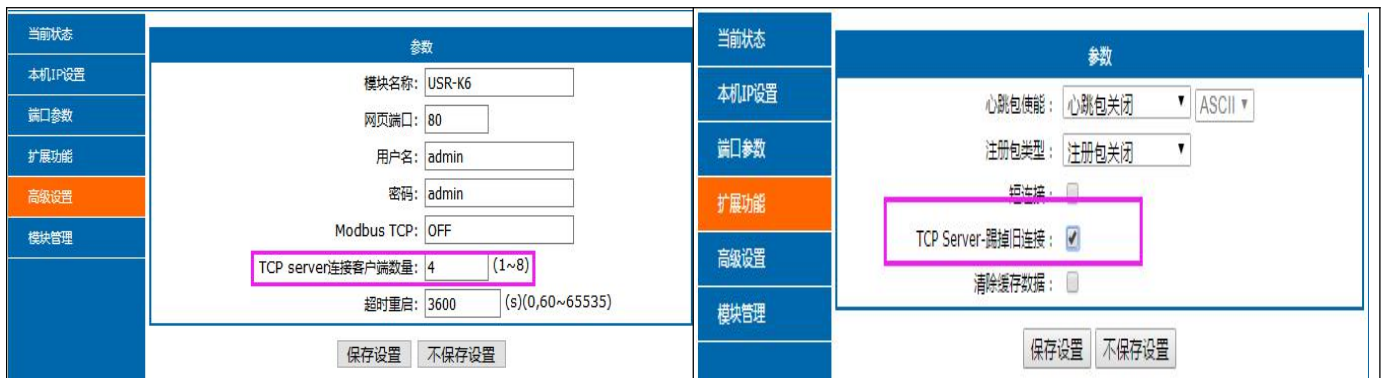 当前状态
本机IP设置
端口参数
扩展功能
高级设置
模块管理
参数
模块名称: USR-K6
网页端口: 80
用户名: admin
密码: admin
Modbus TCP: OFF
TCP server连接客户端数量: 4 (1~8)
超时重启: 3600 (s)(0,60~65535)
保存设置 不保存设置
当前状态
本机IP设置
端口参数
扩展功能
高级设置
模块管理
参数
心跳包使能: 心跳包关闭 ASCII
注册包类型: 注册包关闭
短连接:
TCP Server-踢掉旧连接:
清除缓存数据:
保存设置 不保存设置